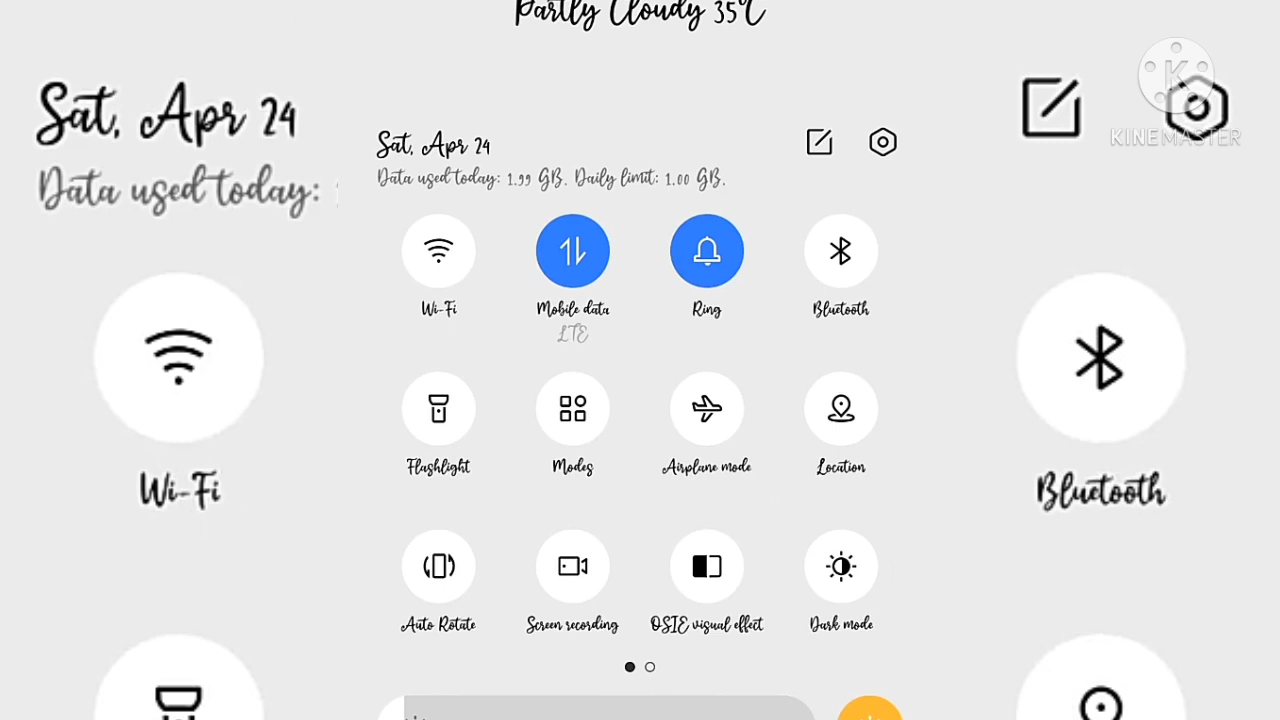 Partly Cloudy 35°C
Sat, Apr 24
Data used today:
KINEMASTER
Sat, Apr 24
Data used today: 1.99 GB. Daily limit: 1.00 GB.
Wi-Fi
Mobile data
Ring
Bluetooth
LTE
Flashlight
Modes
Airplane mode
Location
Auto Rotate
Screen recording
OSIE visual effect
Dark mode
Wi-Fi
Bluetooth